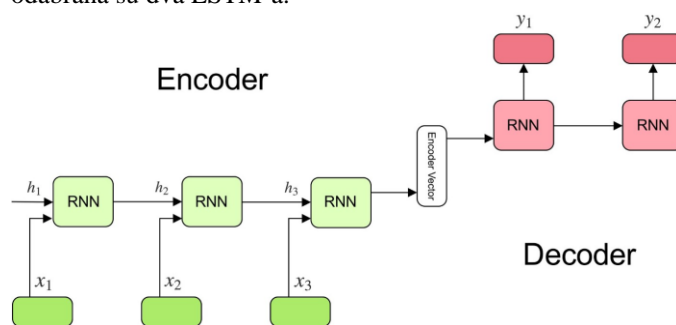 odabrana su dva LSTM-a.
y1 y2
Encoder
RNN RNN
Encoder Vector
h1 h2 h3
RNN RNN RNN
Decoder
x1 x2 x3